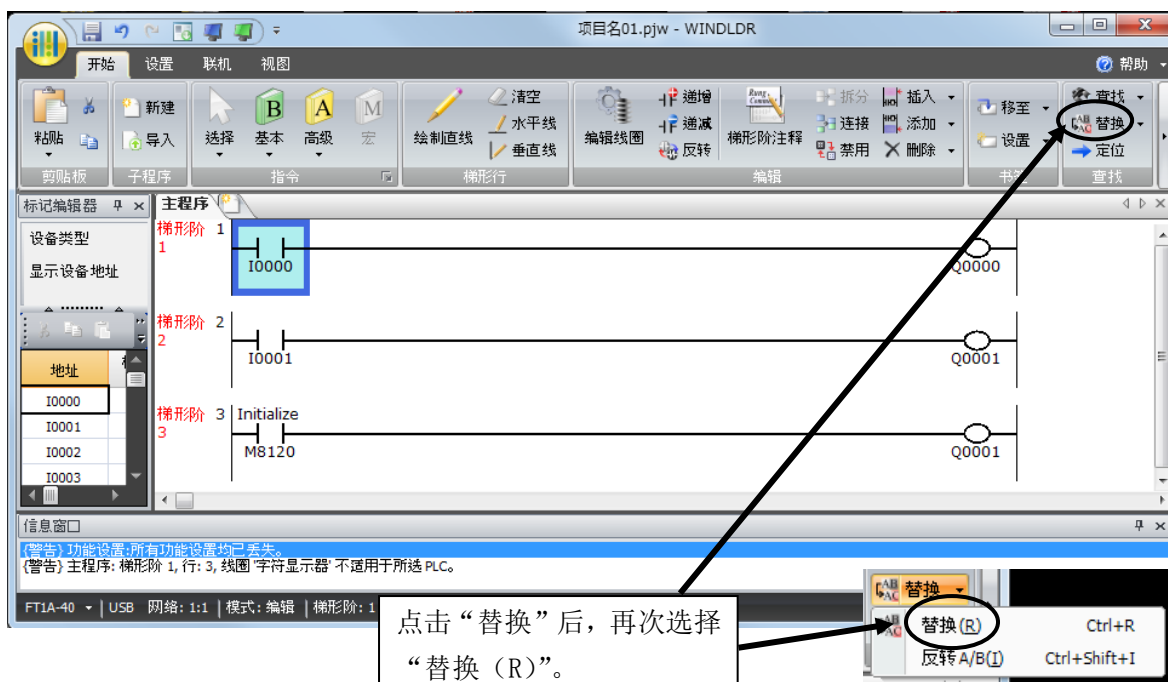 项目名01.pjw - WINDLDR
开始 设置 联机 视图 帮助
粘贴
剪贴板
新建
导入
子程序
选择 基本 高级 宏
B A M
指令
绘制直线
清空
水平线
垂直线
梯形行
编辑线圈
递增
递减
反转
Rung Comment
梯形阶注释
拆分
连接
禁用
插入
添加
删除
编辑
移至
设置
书签
查找
替换
定位
查找
标记编辑器
主程序
设备类型
显示设备地址
地址
I0000
I0001
I0002
I0003
梯形阶 1
1
I0000
Q0000
梯形阶 2
2
I0001
Q0001
梯形阶 3
3
Initialize
M8120
Q0001
信息窗口
{警告} 功能设置:所有功能设置均已丢失。
{警告} 主程序: 梯形阶 1, 行: 3, 线圈 '字符显示器' 不适用于所选 PLC。
FT1A-40 | USB 网络: 1:1 | 模式: 编辑 | 梯形阶: 1
点击“替换”后，再次选择
“替换（R）”。
替换
替换(R) Ctrl+R
反转 A/B(I) Ctrl+Shift+I